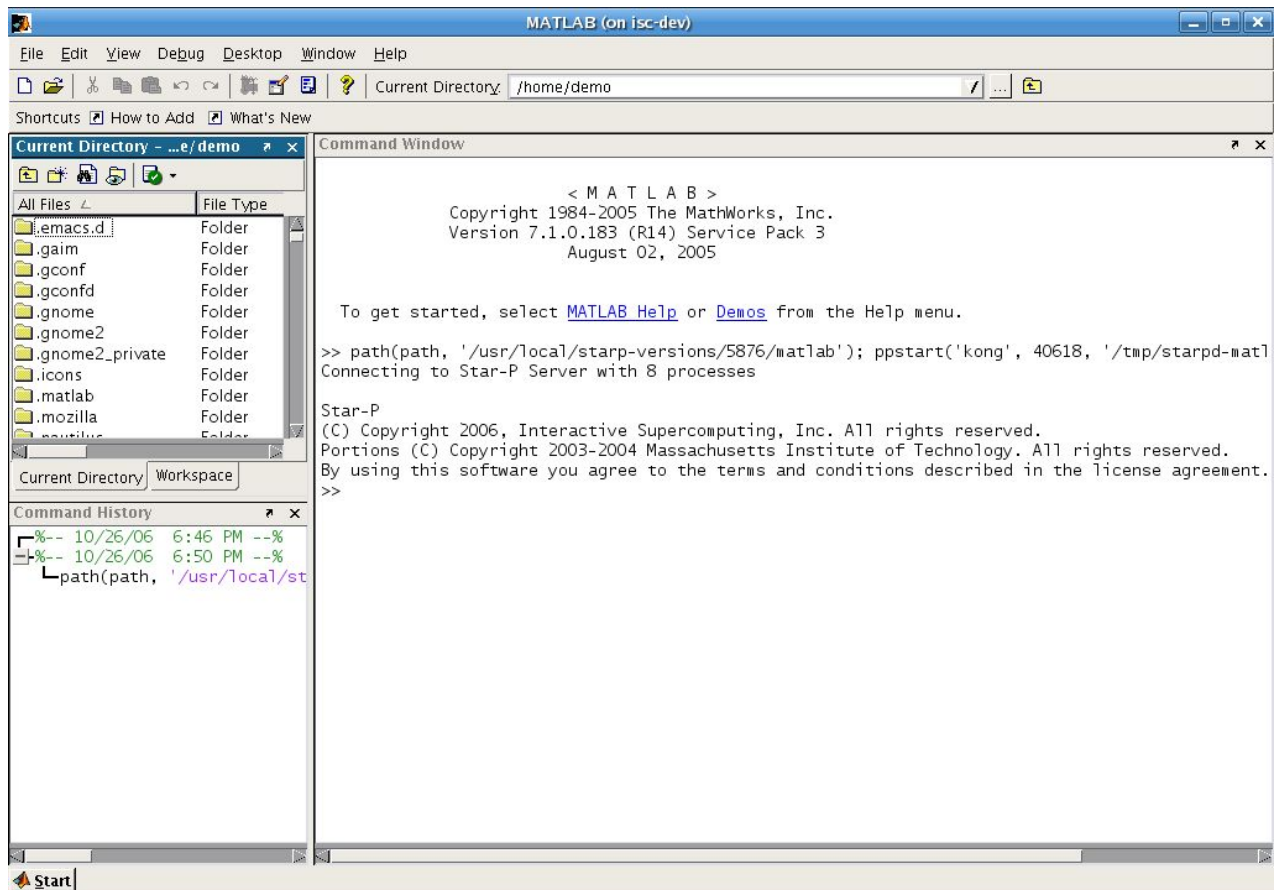 MATLAB (on isc-dev)
File Edit View Debug Desktop Window Help
Current Directory: /home/demo ...
Shortcuts How to Add What's New
Current Directory - ...e/demo
All Files File Type
.emacs.d Folder
.gaim Folder
.gconf Folder
.gconfd Folder
.gnome Folder
.gnome2 Folder
.gnome2_private Folder
.icons Folder
.matlab Folder
.mozilla Folder
.nautilus Folder
Current Directory Workspace
Command History
%-- 10/26/06 6:46 PM --%
%-- 10/26/06 6:50 PM --%
path(path, '/usr/local/st
Command Window
< M A T L A B >
Copyright 1984-2005 The MathWorks, Inc.
Version 7.1.0.183 (R14) Service Pack 3
August 02, 2005
To get started, select MATLAB Help or Demos from the Help menu.
>> path(path, '/usr/local/starp-versions/5876/matlab'); ppstart('kong', 40618, '/tmp/starpd-matl
Connecting to Star-P Server with 8 processes
Star-P
(C) Copyright 2006, Interactive Supercomputing, Inc. All rights reserved.
Portions (C) Copyright 2003-2004 Massachusetts Institute of Technology. All rights reserved.
By using this software you agree to the terms and conditions described in the license agreement.
>>
Start